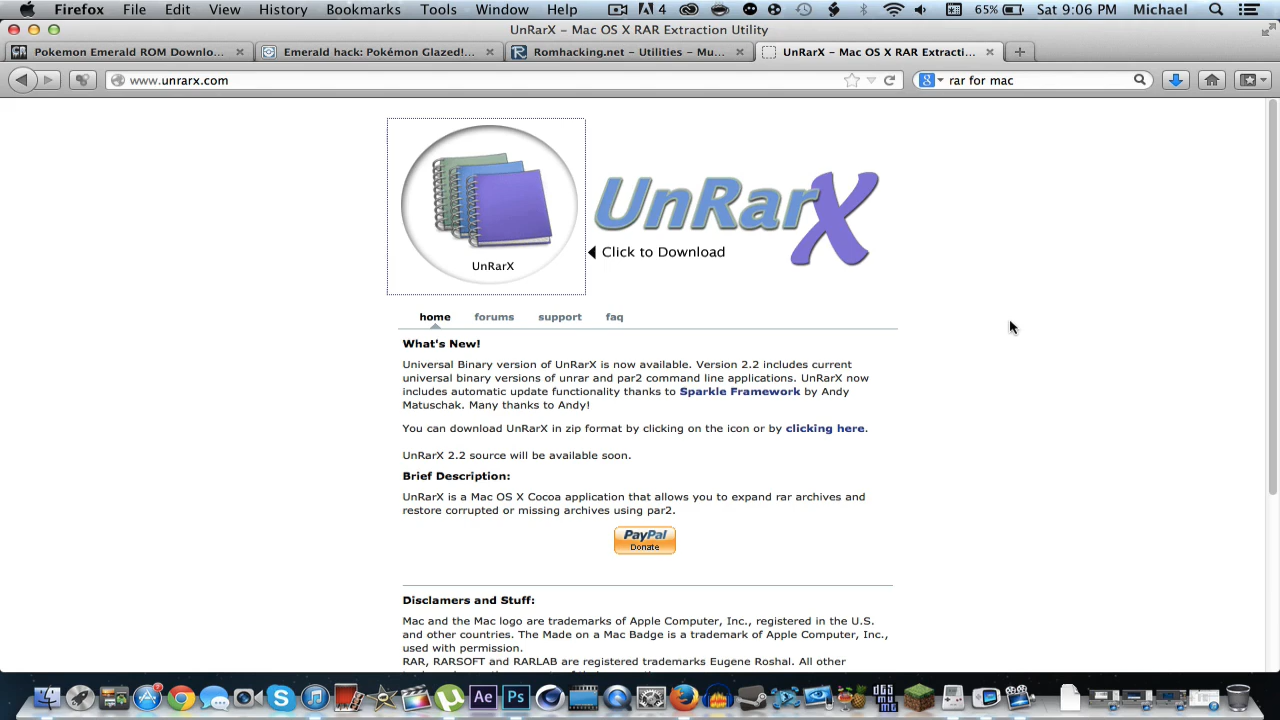 Firefox File Edit View History Bookmarks Tools Window Help 4 65% Sat 9:06 PM Michael
UnRarX – Mac OS X RAR Extraction Utility
Pokemon Emerald ROM Downlo... Emerald hack: Pokémon Glazed!... Romhacking.net – Utilities – Mu... UnRarX – Mac OS X RAR Extracti...
www.unrarx.com rar for mac
UnRarX
UnRarX
Click to Download
home forums support faq
What's New!
Universal Binary version of UnRarX is now available. Version 2.2 includes current
universal binary versions of unrar and par2 command line applications. UnRarX now
includes automatic update functionality thanks to Sparkle Framework by Andy
Matuschak. Many thanks to Andy!
You can download UnRarX in zip format by clicking on the icon or by clicking here.
UnRarX 2.2 source will be available soon.
Brief Description:
UnRarX is a Mac OS X Cocoa application that allows you to expand rar archives and
restore corrupted or missing archives using par2.
PayPal
Donate
Disclamers and Stuff:
Mac and the Mac logo are trademarks of Apple Computer, Inc., registered in the U.S.
and other countries. The Made on a Mac Badge is a trademark of Apple Computer, Inc.,
used with permission.
RAR, RARSOFT and RARLAB are registered trademarks Eugene Roshal. All other
Ae Ps